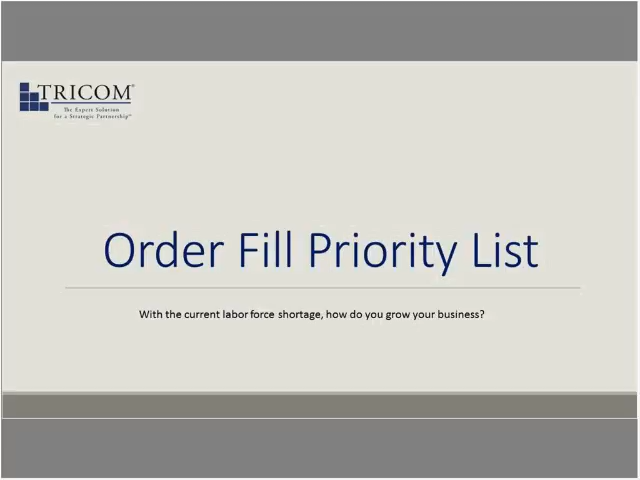 TRICOM®
The Expert Solution
for a Strategic Partnership℠
Order Fill Priority List
With the current labor force shortage, how do you grow your business?